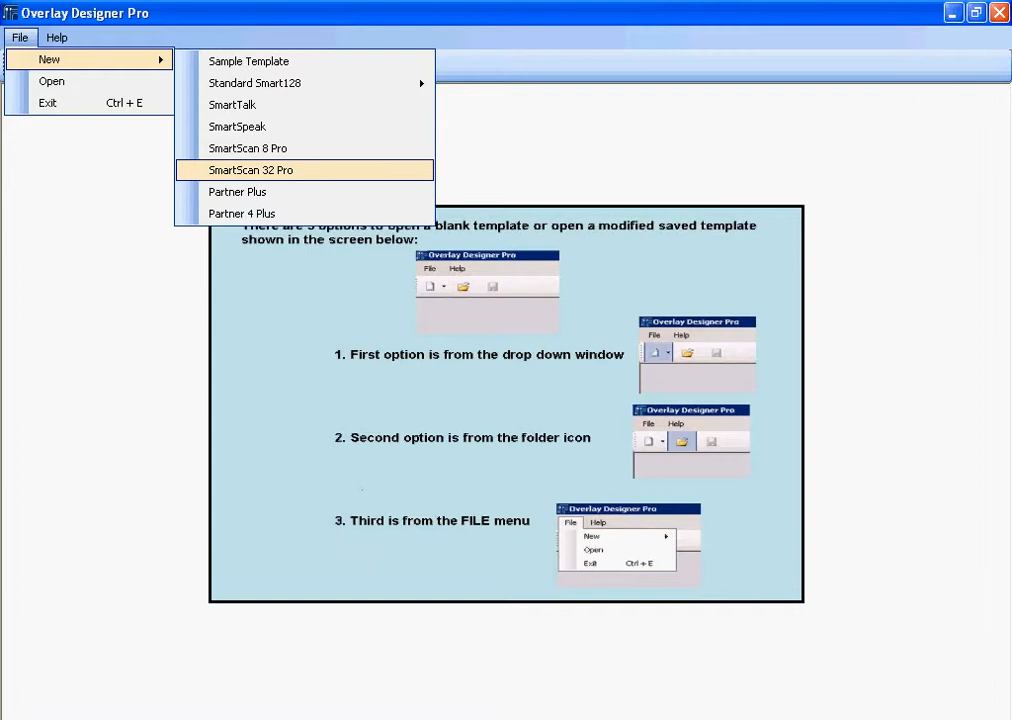 Overlay Designer Pro
File Help
New
Open
Exit Ctrl + E
Sample Template
Standard Smart128
SmartTalk
SmartSpeak
SmartScan 8 Pro
SmartScan 32 Pro
Partner Plus
Partner 4 Plus
There are 3 options to open a blank template or open a modified saved template
shown in the screen below:
Overlay Designer Pro
File Help
1. First option is from the drop down window
Overlay Designer Pro
File Help
2. Second option is from the folder icon
Overlay Designer Pro
File Help
3. Third is from the FILE menu
Overlay Designer Pro
File Help
New
Open
Exit Ctrl + E